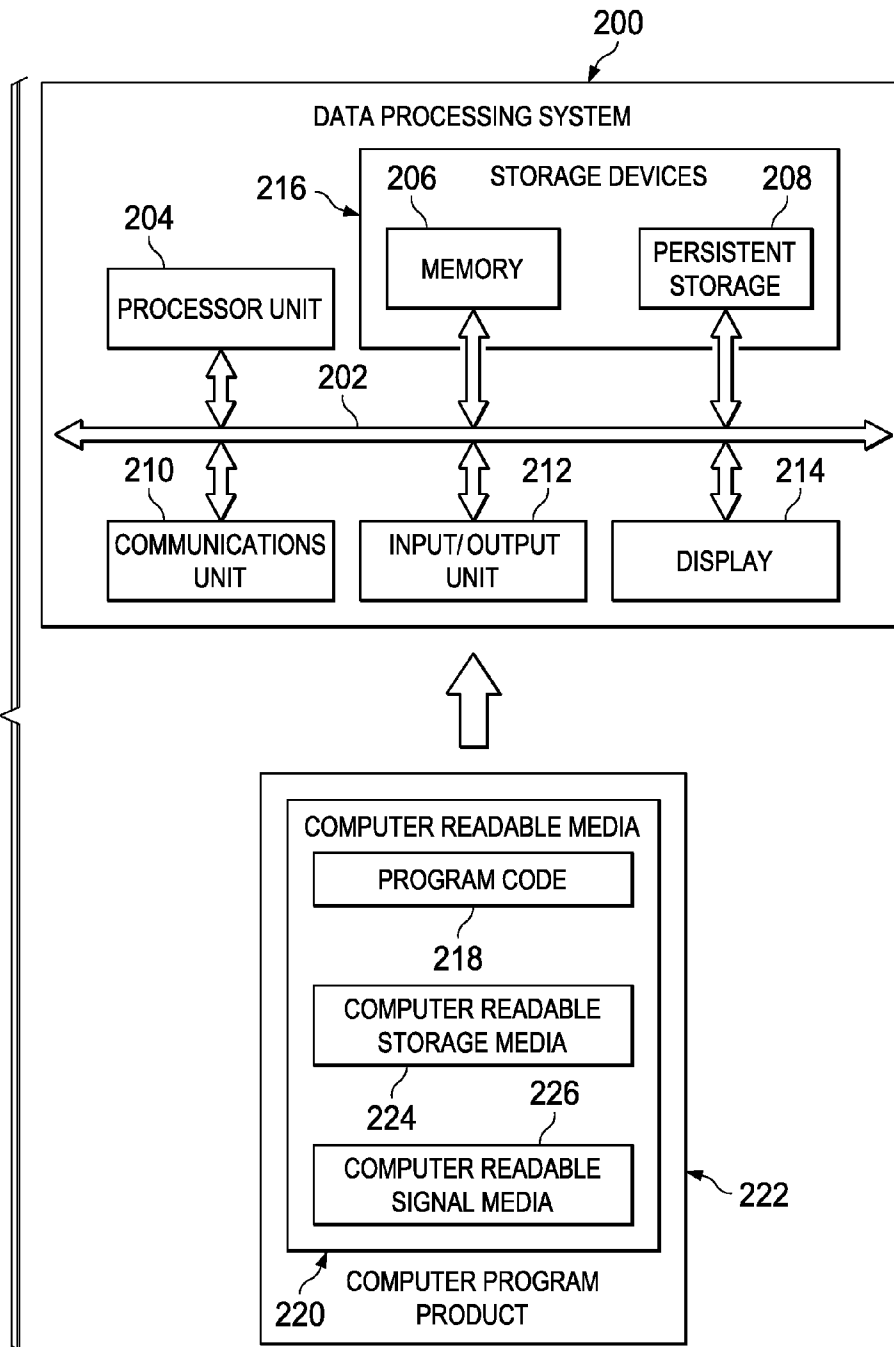 200
DATA PROCESSING SYSTEM
216
206
STORAGE DEVICES
208
204
MEMORY
PERSISTENT
STORAGE
PROCESSOR UNIT
202
210
212
214
COMMUNICATIONS
UNIT
INPUT/OUTPUT
UNIT
DISPLAY
COMPUTER READABLE MEDIA
PROGRAM CODE
218
COMPUTER READABLE
STORAGE MEDIA
224
226
COMPUTER READABLE
SIGNAL MEDIA
222
220
COMPUTER PROGRAM
PRODUCT